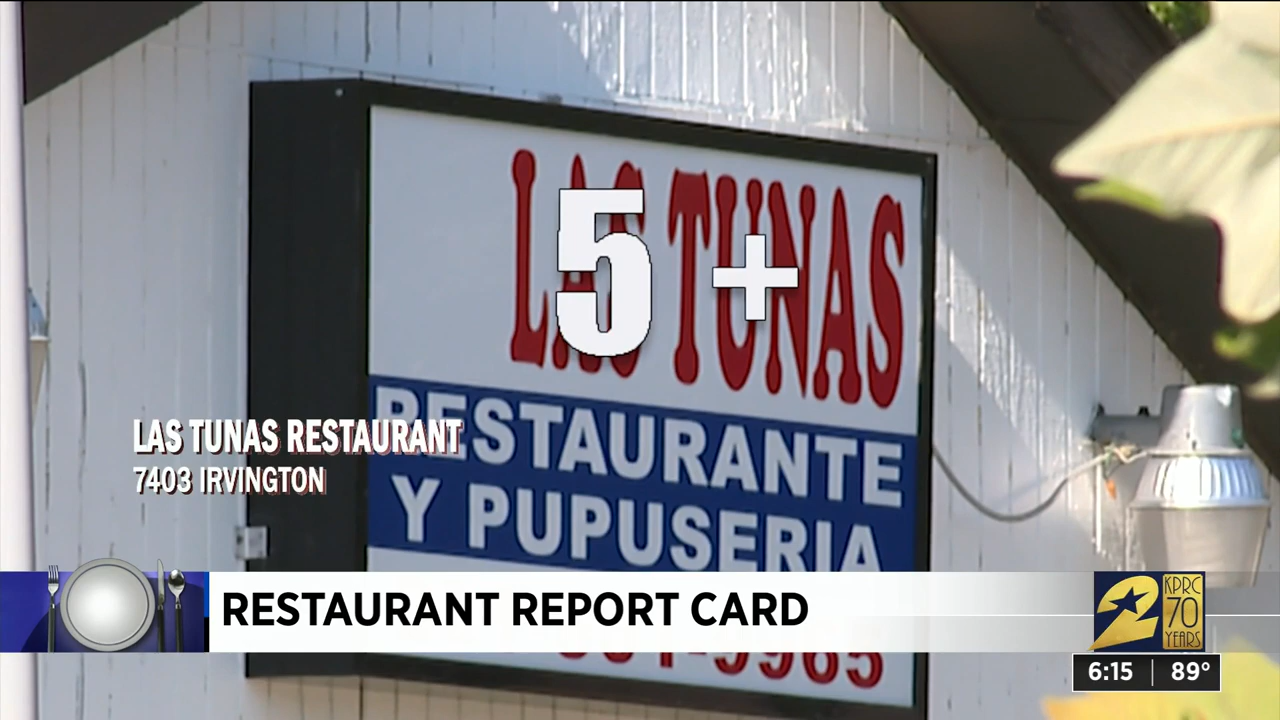 LAS TUNAS
5 +
RESTAURANTE
Y PUPUSERIA
LAS TUNAS RESTAURANT
7403 IRVINGTON
RESTAURANT REPORT CARD
2
KPRC
70
YEARS
6:15 89°